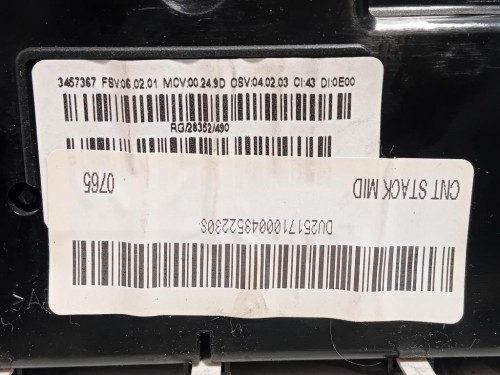 3457367 FSV:06.02.01 MCV:00.24.9D OSV:04.02.03 CI:43 DI:0E00
RG/28352/490
CNT STACK MID
0765
DU251710004352230S